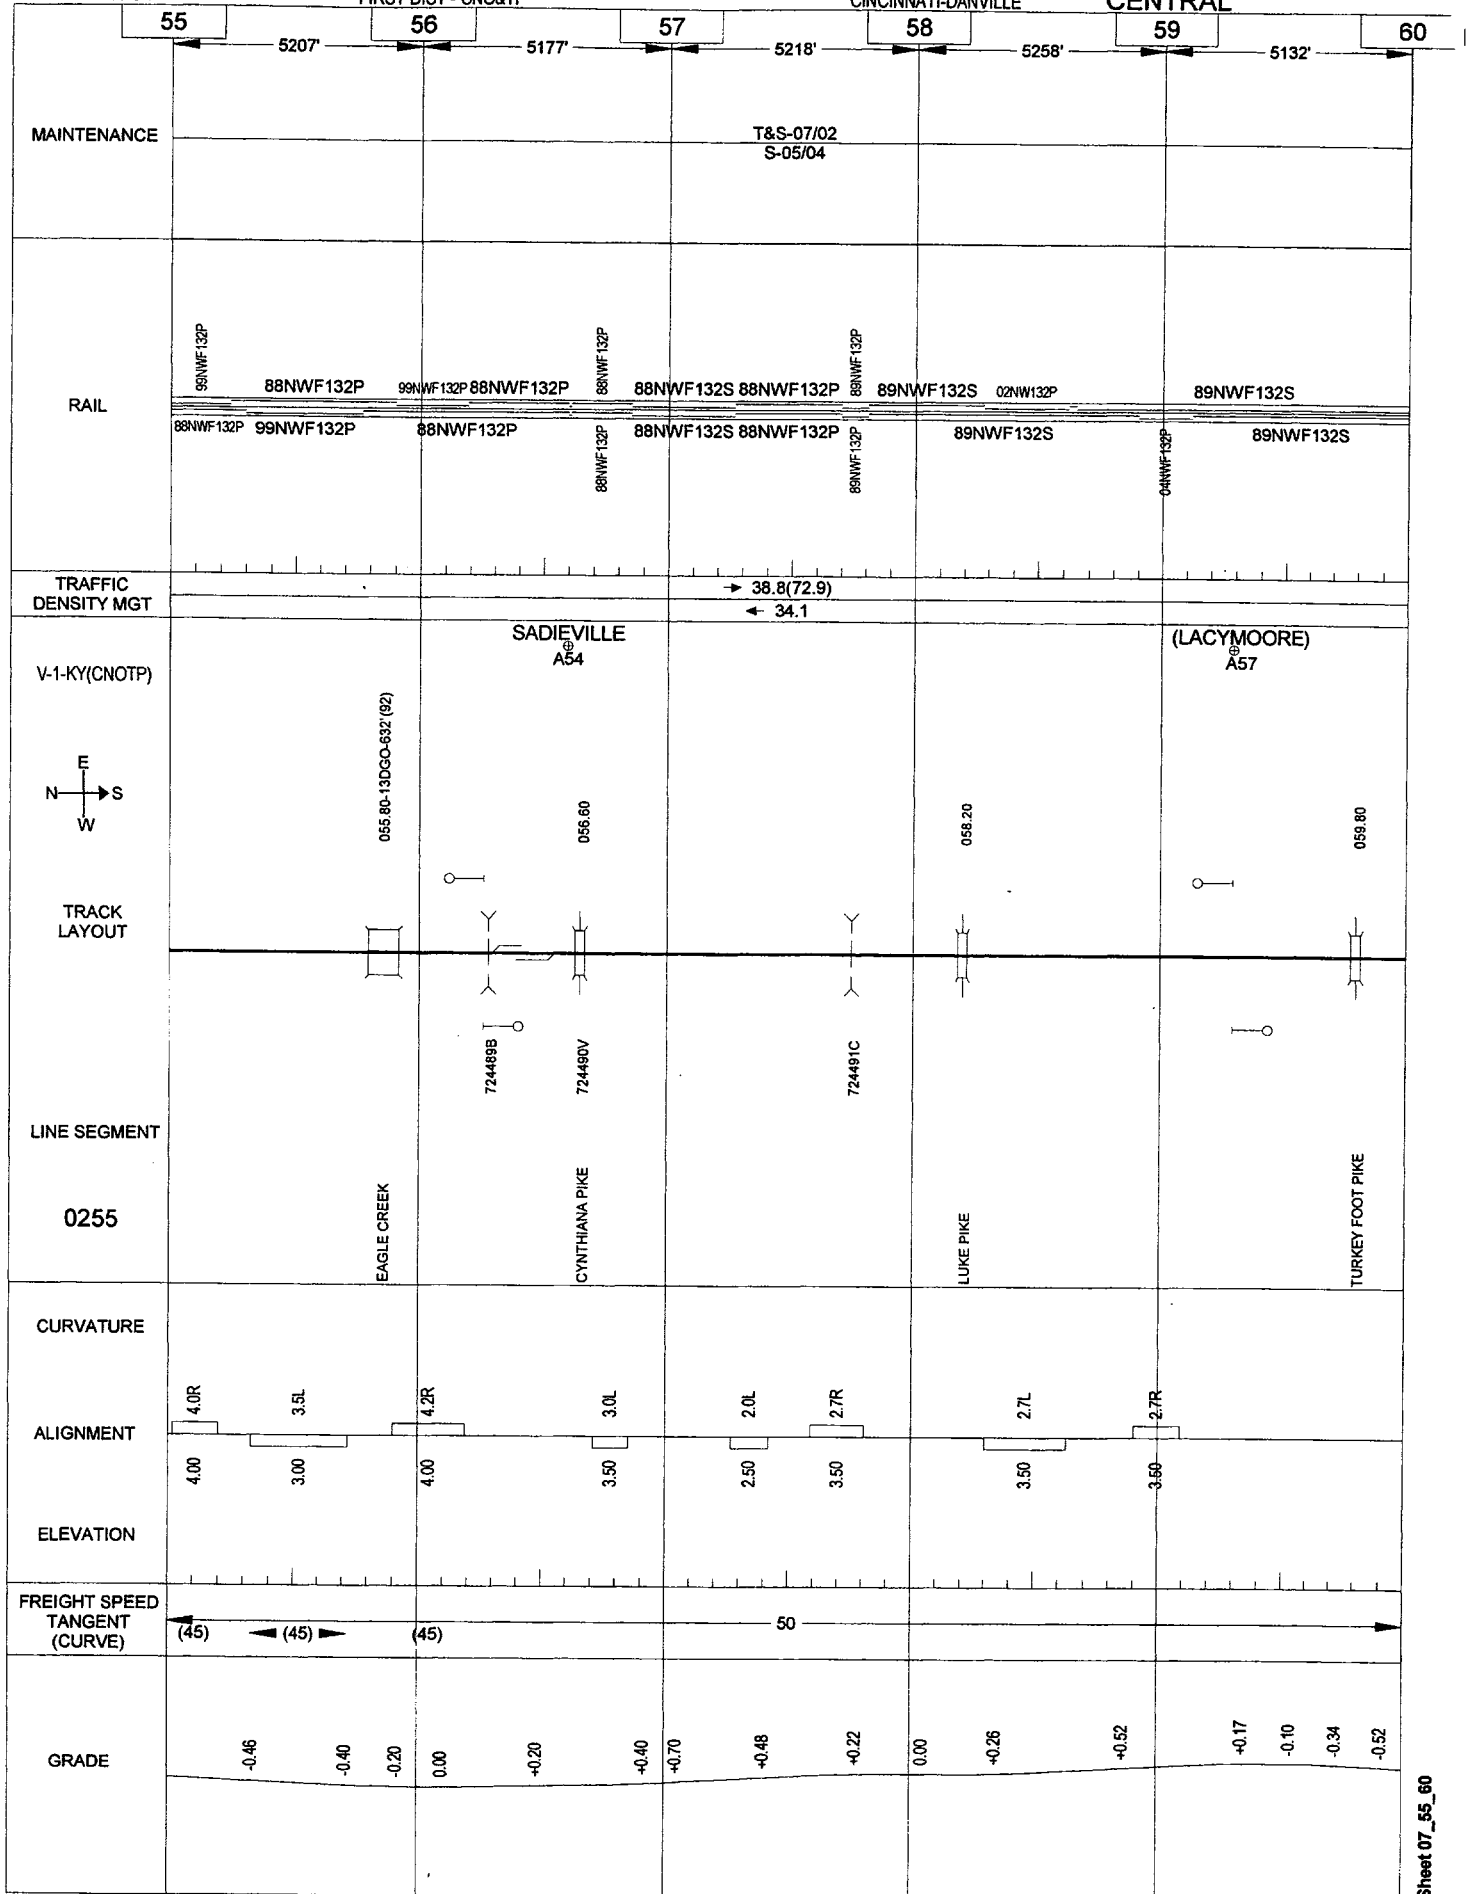 CINCINNATI-DANVILLE
CENTRAL
55 56 57 58 59 60
5207' 5177' 5218' 5258' 5132'
MAINTENANCE
T&S-07/02
S-05/04
RAIL
99NWF132P
88NWF132P
99NWF132P
88NWF132P
88NWF132P
88NWF132S
88NWF132P
89NWF132P
89NWF132S
02NW132P
89NWF132S
88NWF132P
99NWF132P
88NWF132P
88NWF132P
88NWF132S
88NWF132P
89NWF132P
89NWF132S
04NWF132P
89NWF132S
TRAFFIC
DENSITY MGT
38.8(72.9)
34.1
V-1-KY(CNOTP)
SADIEVILLE
A54
(LACYMOORE)
A57
E
N S
W
055.80-13DGO-632'(92)
056.60
058.20
059.80
TRACK
LAYOUT
724489B
724490V
724491C
LINE SEGMENT
0255
EAGLE CREEK
CYNTHIANA PIKE
LUKE PIKE
TURKEY FOOT PIKE
CURVATURE
4.0R 3.5L 4.2R 3.0L 2.0L 2.7R 2.7L 2.7R
ALIGNMENT
4.00 3.00 4.00 3.50 2.50 3.50 3.50 3.50
ELEVATION
FREIGHT SPEED
TANGENT
(CURVE)
50
(45) (45) (45)
GRADE
-0.46 -0.40 -0.20 0.00 +0.20 +0.40 +0.70 +0.48 +0.22 0.00 +0.26 +0.52 +0.17 -0.10 -0.34 -0.52
Sheet 07_55_60